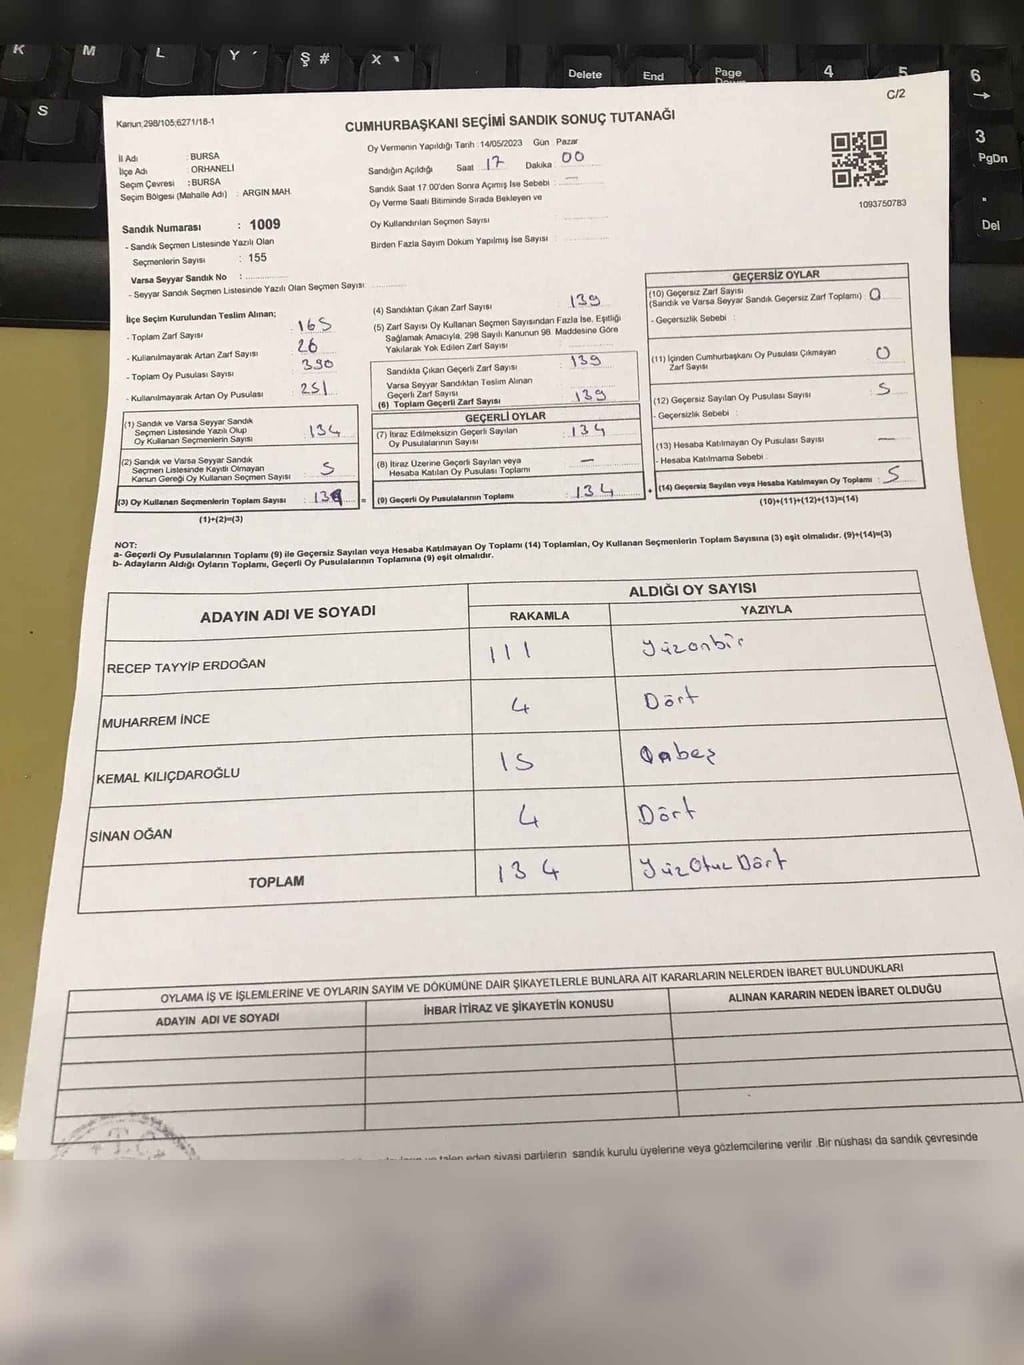 K M L Y Ş # X Delete End Page Down 4 5 6
S 3 PgDn
Del
C/2
Kanun;298/105;6271/18-1
CUMHURBAŞKANI SEÇİMİ SANDIK SONUÇ TUTANAĞI
1093750783
İl Adı : BURSA
İlçe Adı : ORHANELİ
Seçim Çevresi : BURSA
Seçim Bölgesi (Mahalle Adı) : ARGIN MAH.
Sandık Numarası : 1009
- Sandık Seçmen Listesinde Yazılı Olan
Seçmenlerin Sayısı : 155
Varsa Seyyar Sandık No :
- Seyyar Sandık Seçmen Listesinde Yazılı Olan Seçmen Sayısı:
Oy Vermenin Yapıldığı Tarih :14/05/2023 Gün : Pazar
Sandığın Açıldığı Saat : 17 Dakika : 00
Sandık Saat 17:00'den Sonra Açımış İse Sebebi : —
Oy Verme Saati Bitiminde Sırada Bekleyen ve
Oy Kullandırılan Seçmen Sayısı :
Birden Fazla Sayım Döküm Yapılmış İse Sayısı :
İlçe Seçim Kurulundan Teslim Alınan;
- Toplam Zarf Sayısı : 165
- Kullanılmayarak Artan Zarf Sayısı : 26
- Toplam Oy Pusulası Sayısı : 390
- Kullanılmayarak Artan Oy Pusulası : 251
(1) Sandık ve Varsa Seyyar Sandık
Seçmen Listesinde Yazılı Olup
Oy Kullanan Seçmenlerin Sayısı : 134
(2) Sandık ve Varsa Seyyar Sandık
Seçmen Listesinde Kayıtlı Olmayan
Kanun Gereği Oy Kullanan Seçmen Sayısı : 5
(3) Oy Kullanan Seçmenlerin Toplam Sayısı : 139 =
(1)+(2)=(3)
(4) Sandıktan Çıkan Zarf Sayısı : 139
(5) Zarf Sayısı Oy Kullanan Seçmen Sayısından Fazla İse, Eşitliği
Sağlamak Amacıyla, 298 Sayılı Kanunun 98. Maddesine Göre
Yakılarak Yok Edilen Zarf Sayısı :
Sandıkta Çıkan Geçerli Zarf Sayısı : 139
Varsa Seyyar Sandıktan Teslim Alınan
Geçerli Zarf Sayısı :
(6) Toplam Geçerli Zarf Sayısı : 139
GEÇERLİ OYLAR
(7) İtiraz Edilmeksizin Geçerli Sayılan
Oy Pusulalarının Sayısı : 134
(8) İtiraz Üzerine Geçerli Sayılan veya
Hesaba Katılan Oy Pusulası Toplamı : —
(9) Geçerli Oy Pusulalarının Toplamı : 134 +
GEÇERSİZ OYLAR
(10) Geçersiz Zarf Sayısı
(Sandık ve Varsa Seyyar Sandık Geçersiz Zarf Toplamı) : 0
- Geçersizlik Sebebi :
(11) İçinden Cumhurbaşkanı Oy Pusulası Çıkmayan
Zarf Sayısı : 0
(12) Geçersiz Sayılan Oy Pusulası Sayısı : 5
- Geçersizlik Sebebi :
(13) Hesaba Katılmayan Oy Pusulası Sayısı : —
- Hesaba Katılmama Sebebi :
(14) Geçersiz Sayılan veya Hesaba Katılmayan Oy Toplamı : 5
(10)+(11)+(12)+(13)=(14)
NOT:
a- Geçerli Oy Pusulalarının Toplamı (9) ile Geçersiz Sayılan veya Hesaba Katılmayan Oy Toplamı (14) Toplamları, Oy Kullanan Seçmenlerin Toplam Sayısına (3) eşit olmalıdır. (9)+(14)=(3)
b- Adayların Aldığı Oyların Toplamı, Geçerli Oy Pusulalarının Toplamına (9) eşit olmalıdır.
ADAYIN ADI VE SOYADI ALDIĞI OY SAYISI
RAKAMLA YAZIYLA
RECEP TAYYİP ERDOĞAN 111 Yüzonbir
MUHARREM İNCE 4 Dört
KEMAL KILIÇDAROĞLU 15 Onbeş
SİNAN OĞAN 4 Dört
TOPLAM 134 YüzOtuzDört
OYLAMA İŞ VE İŞLEMLERİNE VE OYLARIN SAYIM VE DÖKÜMÜNE DAİR ŞİKAYETLERLE BUNLARA AİT KARARLARIN NELERDEN İBARET BULUNDUKLARI
ADAYIN ADI VE SOYADI İHBAR İTİRAZ VE ŞİKAYETİN KONUSU ALINAN KARARIN NEDEN İBARET OLDUĞU
T.C.
talep eden siyasi partilerin sandık kurulu üyelerine veya gözlemcilerine verilir. Bir nüshası da sandık çevresinde